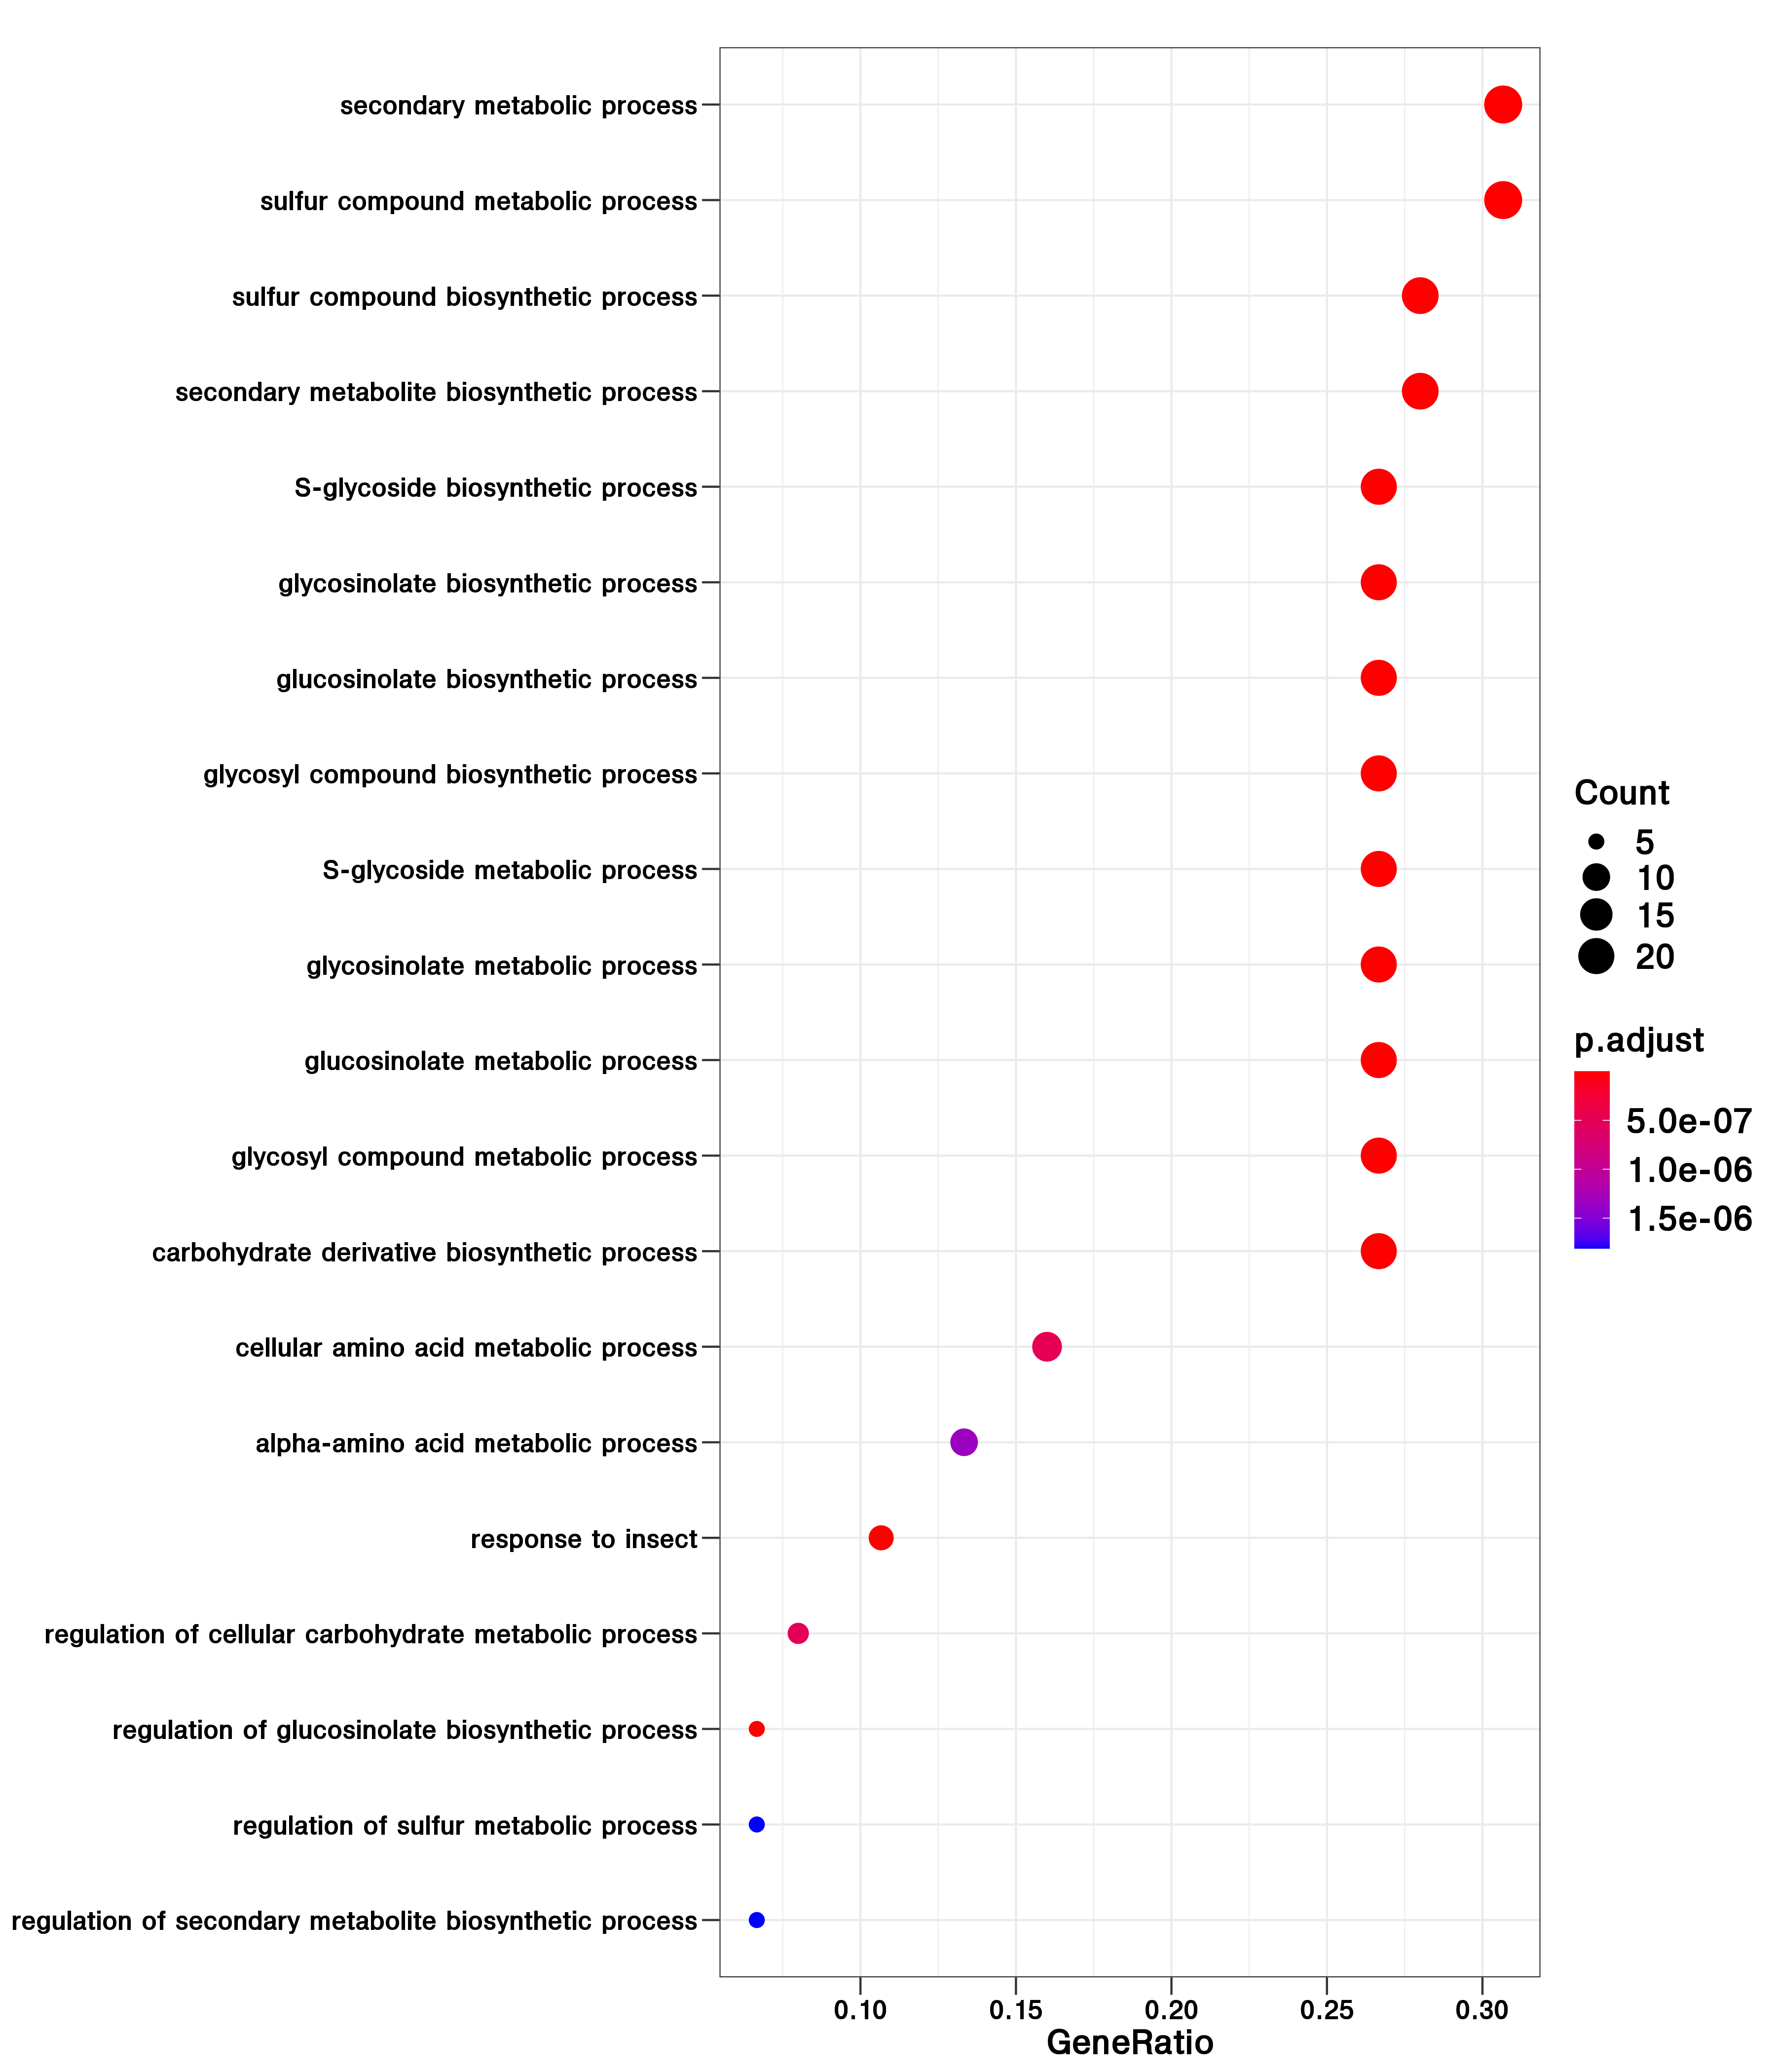 secondary metabolic process
sulfur compound metabolic process
sulfur compound biosynthetic process
secondary metabolite biosynthetic process
S-glycoside biosynthetic process
glycosinolate biosynthetic process
glucosinolate biosynthetic process
glycosyl compound biosynthetic process
S-glycoside metabolic process
glycosinolate metabolic process
glucosinolate metabolic process
glycosyl compound metabolic process
carbohydrate derivative biosynthetic process
cellular amino acid metabolic process
alpha-amino acid metabolic process
response to insect
regulation of cellular carbohydrate metabolic process
regulation of glucosinolate biosynthetic process
regulation of sulfur metabolic process
regulation of secondary metabolite biosynthetic process
0.10 0.15 0.20 0.25 0.30
GeneRatio
Count
5
10
15
20
p.adjust
5.0e-07
1.0e-06
1.5e-06